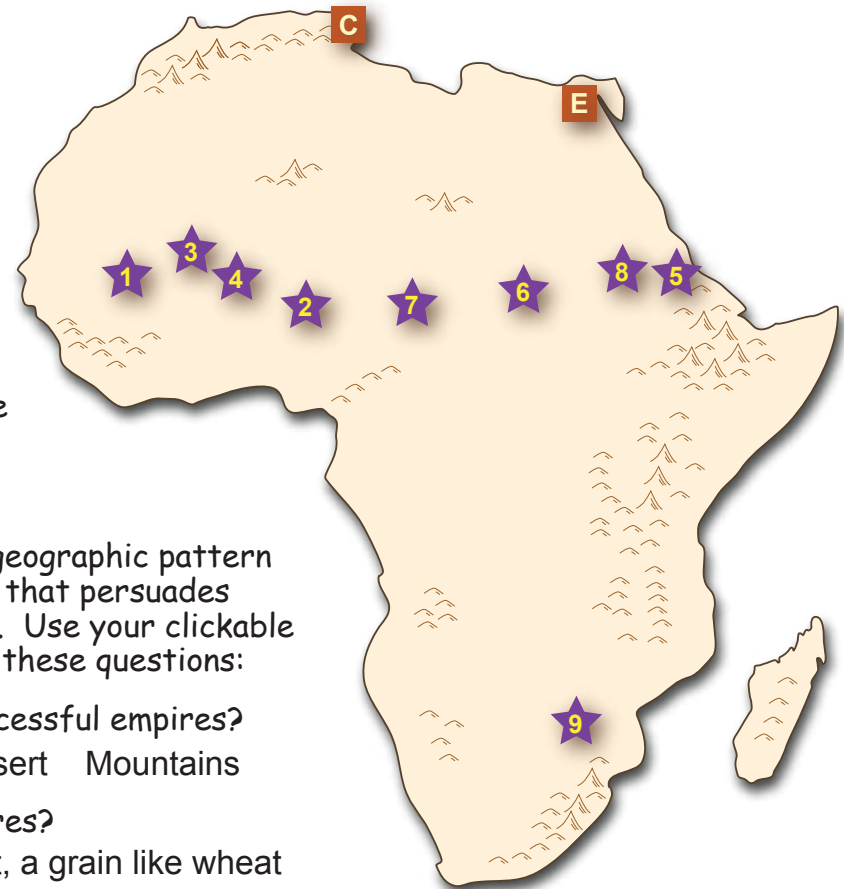 C
E
3
1
4
8
5
6
2
7
e
geographic pattern
that persuades
. Use your clickable
these questions:
cessful empires?
9
sert Mountains
res?
t, a grain like wheat